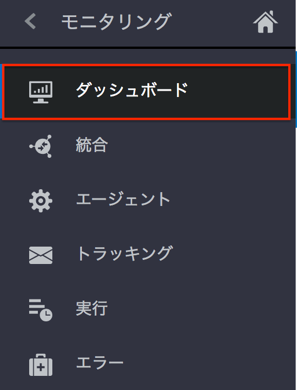 モニタリング
ダッシュボード
統合
エージェント
トラッキング
実行
エラー